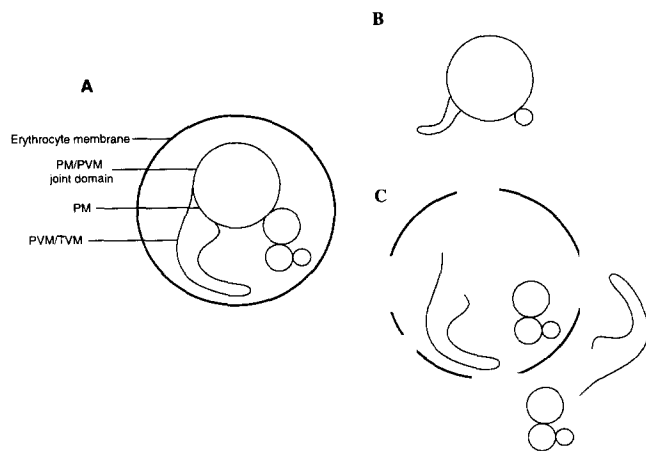 A
Erythrocyte membrane
PM/PVM
joint domain
PM
PVM/TVM
B
C